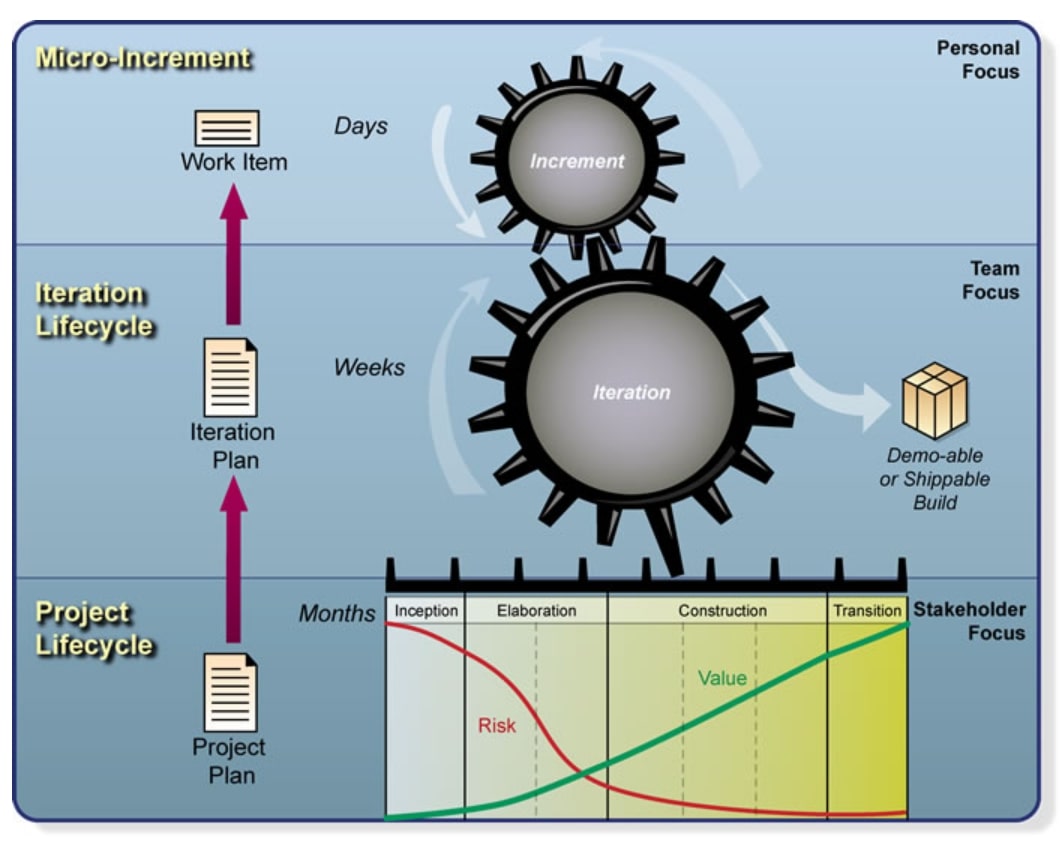 Micro-Increment
Personal
Focus
Work Item
Days
Increment
Iteration
Lifecycle
Team
Focus
Weeks
Iteration
Iteration
Plan
Demo-able
or Shippable
Build
Project
Lifecycle
Months
Inception
Elaboration
Construction
Transition
Stakeholder
Focus
Value
Risk
Project
Plan